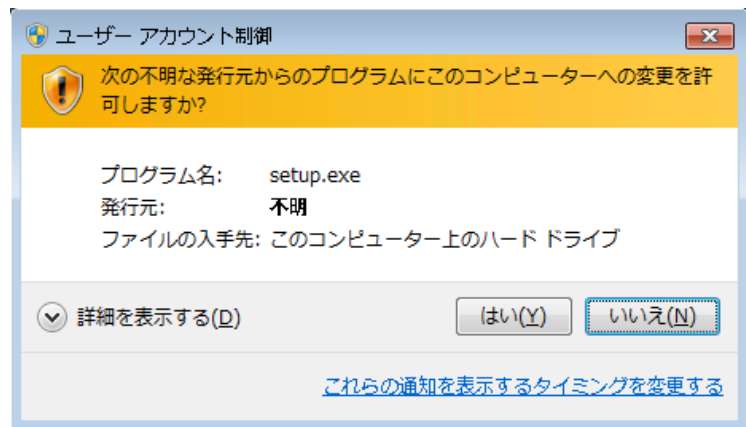 ユーザー アカウント制御
次の不明な発行元からのプログラムにこのコンピューターへの変更を許
可しますか?
プログラム名: setup.exe
発行元: 不明
ファイルの入手先: このコンピューター上のハード ドライブ
詳細を表示する(D)
はい(Y)
いいえ(N)
これらの通知を表示するタイミングを変更する